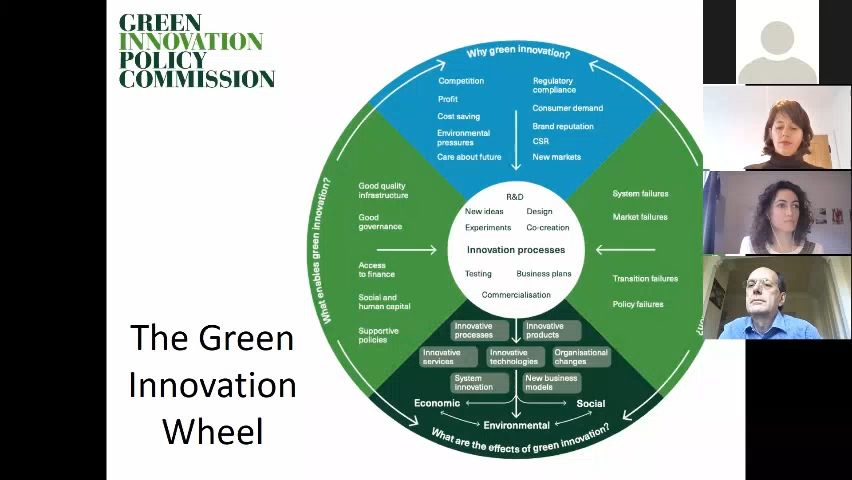 GREEN
INNOVATION
POLICY
COMMISSION
Why green innovation?
Competition
Profit
Cost saving
Environmental
pressures
Care about future
Regulatory
compliance
Consumer demand
Brand reputation
CSR
New markets
What enables green innovation?
Good quality
infrastructure
Good
governance
Access
to finance
Social and
human capital
Supportive
policies
R&D
New ideas
Design
Experiments
Co-creation
Innovation processes
Testing
Business plans
Commercialisation
System failures
Market failures
Transition failures
Policy failures
Innovative
processes
Innovative
products
Innovative
services
Innovative
technologies
Organisational
changes
System
innovation
New business
models
Economic
Social
Environmental
What are the effects of green innovation?
The Green
Innovation
Wheel